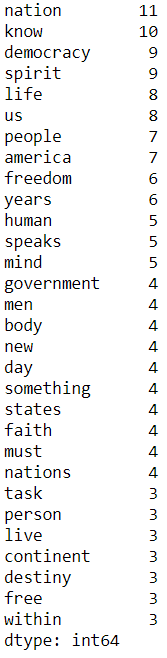 nation 11
know 10
democracy 9
spirit 9
life 8
us 8
people 7
america 7
freedom 6
years 6
human 5
speaks 5
mind 5
government 4
men 4
body 4
new 4
day 4
something 4
states 4
faith 4
must 4
nations 4
task 3
person 3
live 3
continent 3
destiny 3
free 3
within 3
dtype: int64